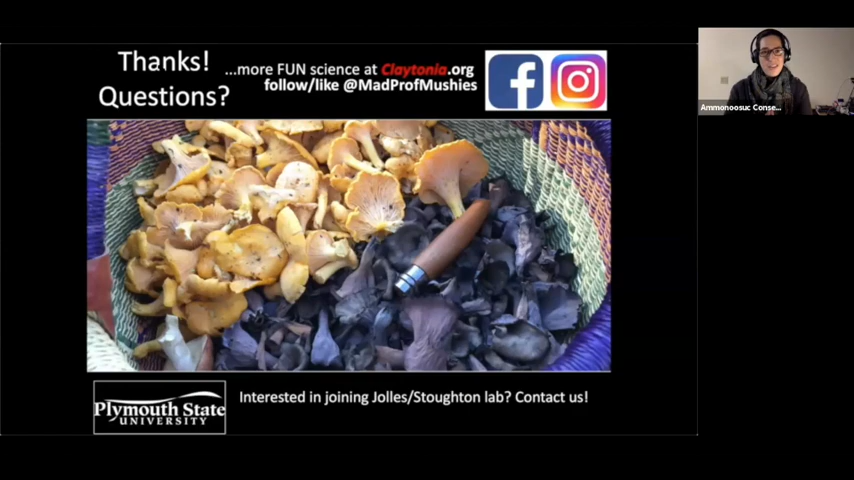 Thanks!
Questions?
...more FUN science at Claytonia.org
follow/like @MadProfMushies
Ammonoosuc Conse...
Plymouth State
UNIVERSITY
Interested in joining Jolles/Stoughton lab? Contact us!